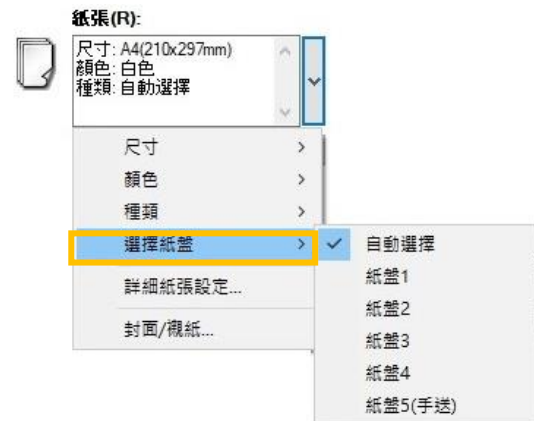 紙張(R):
尺寸: A4(210x297mm)
顏色: 白色
種類: 自動選擇
尺寸
顏色
種類
選擇紙盤
自動選擇
紙盤1
詳細紙張設定...
紙盤2
封面/襯紙...
紙盤3
紙盤4
紙盤5(手送)